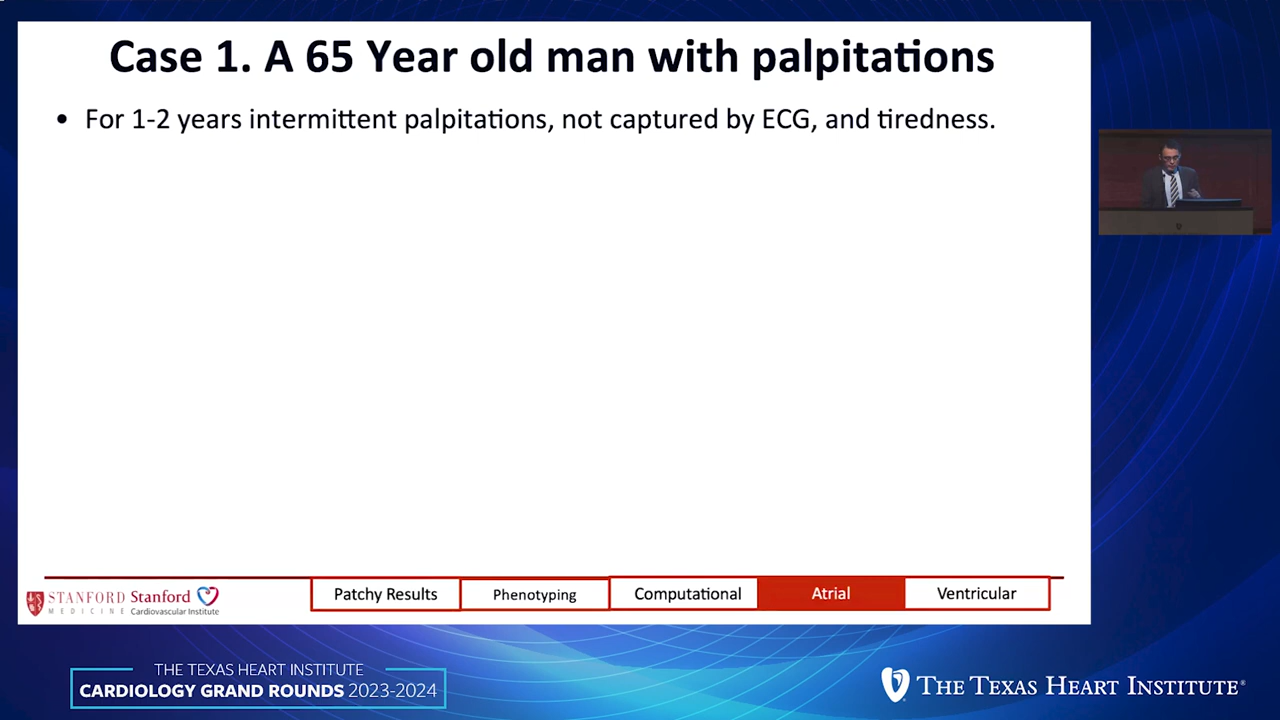 Case 1. A 65 Year old man with palpitations
• For 1-2 years intermittent palpitations, not captured by ECG, and tiredness.
STANFORD MEDICINE
Stanford Cardiovascular Institute
Patchy Results
Phenotyping
Computational
Atrial
Ventricular
THE TEXAS HEART INSTITUTE
CARDIOLOGY GRAND ROUNDS 2023-2024
THE TEXAS HEART INSTITUTE®